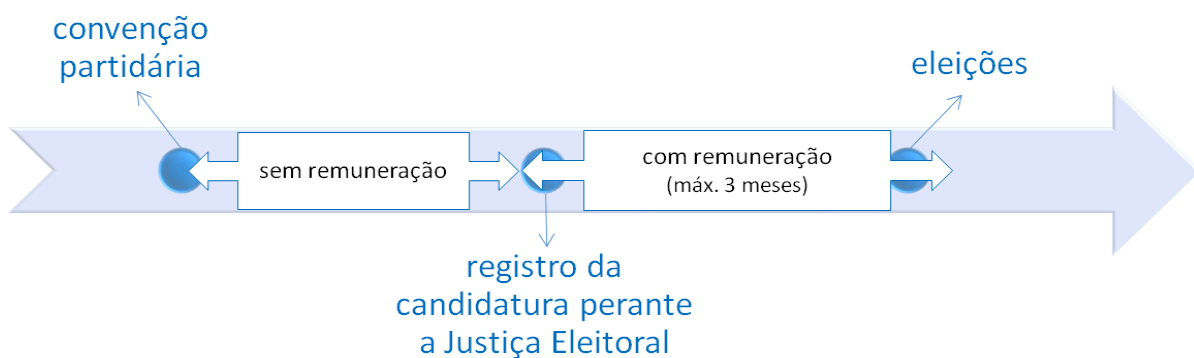 convenção
partidária
eleições
sem remuneração
com remuneração
(máx. 3 meses)
registro da
candidatura perante
a Justiça Eleitoral